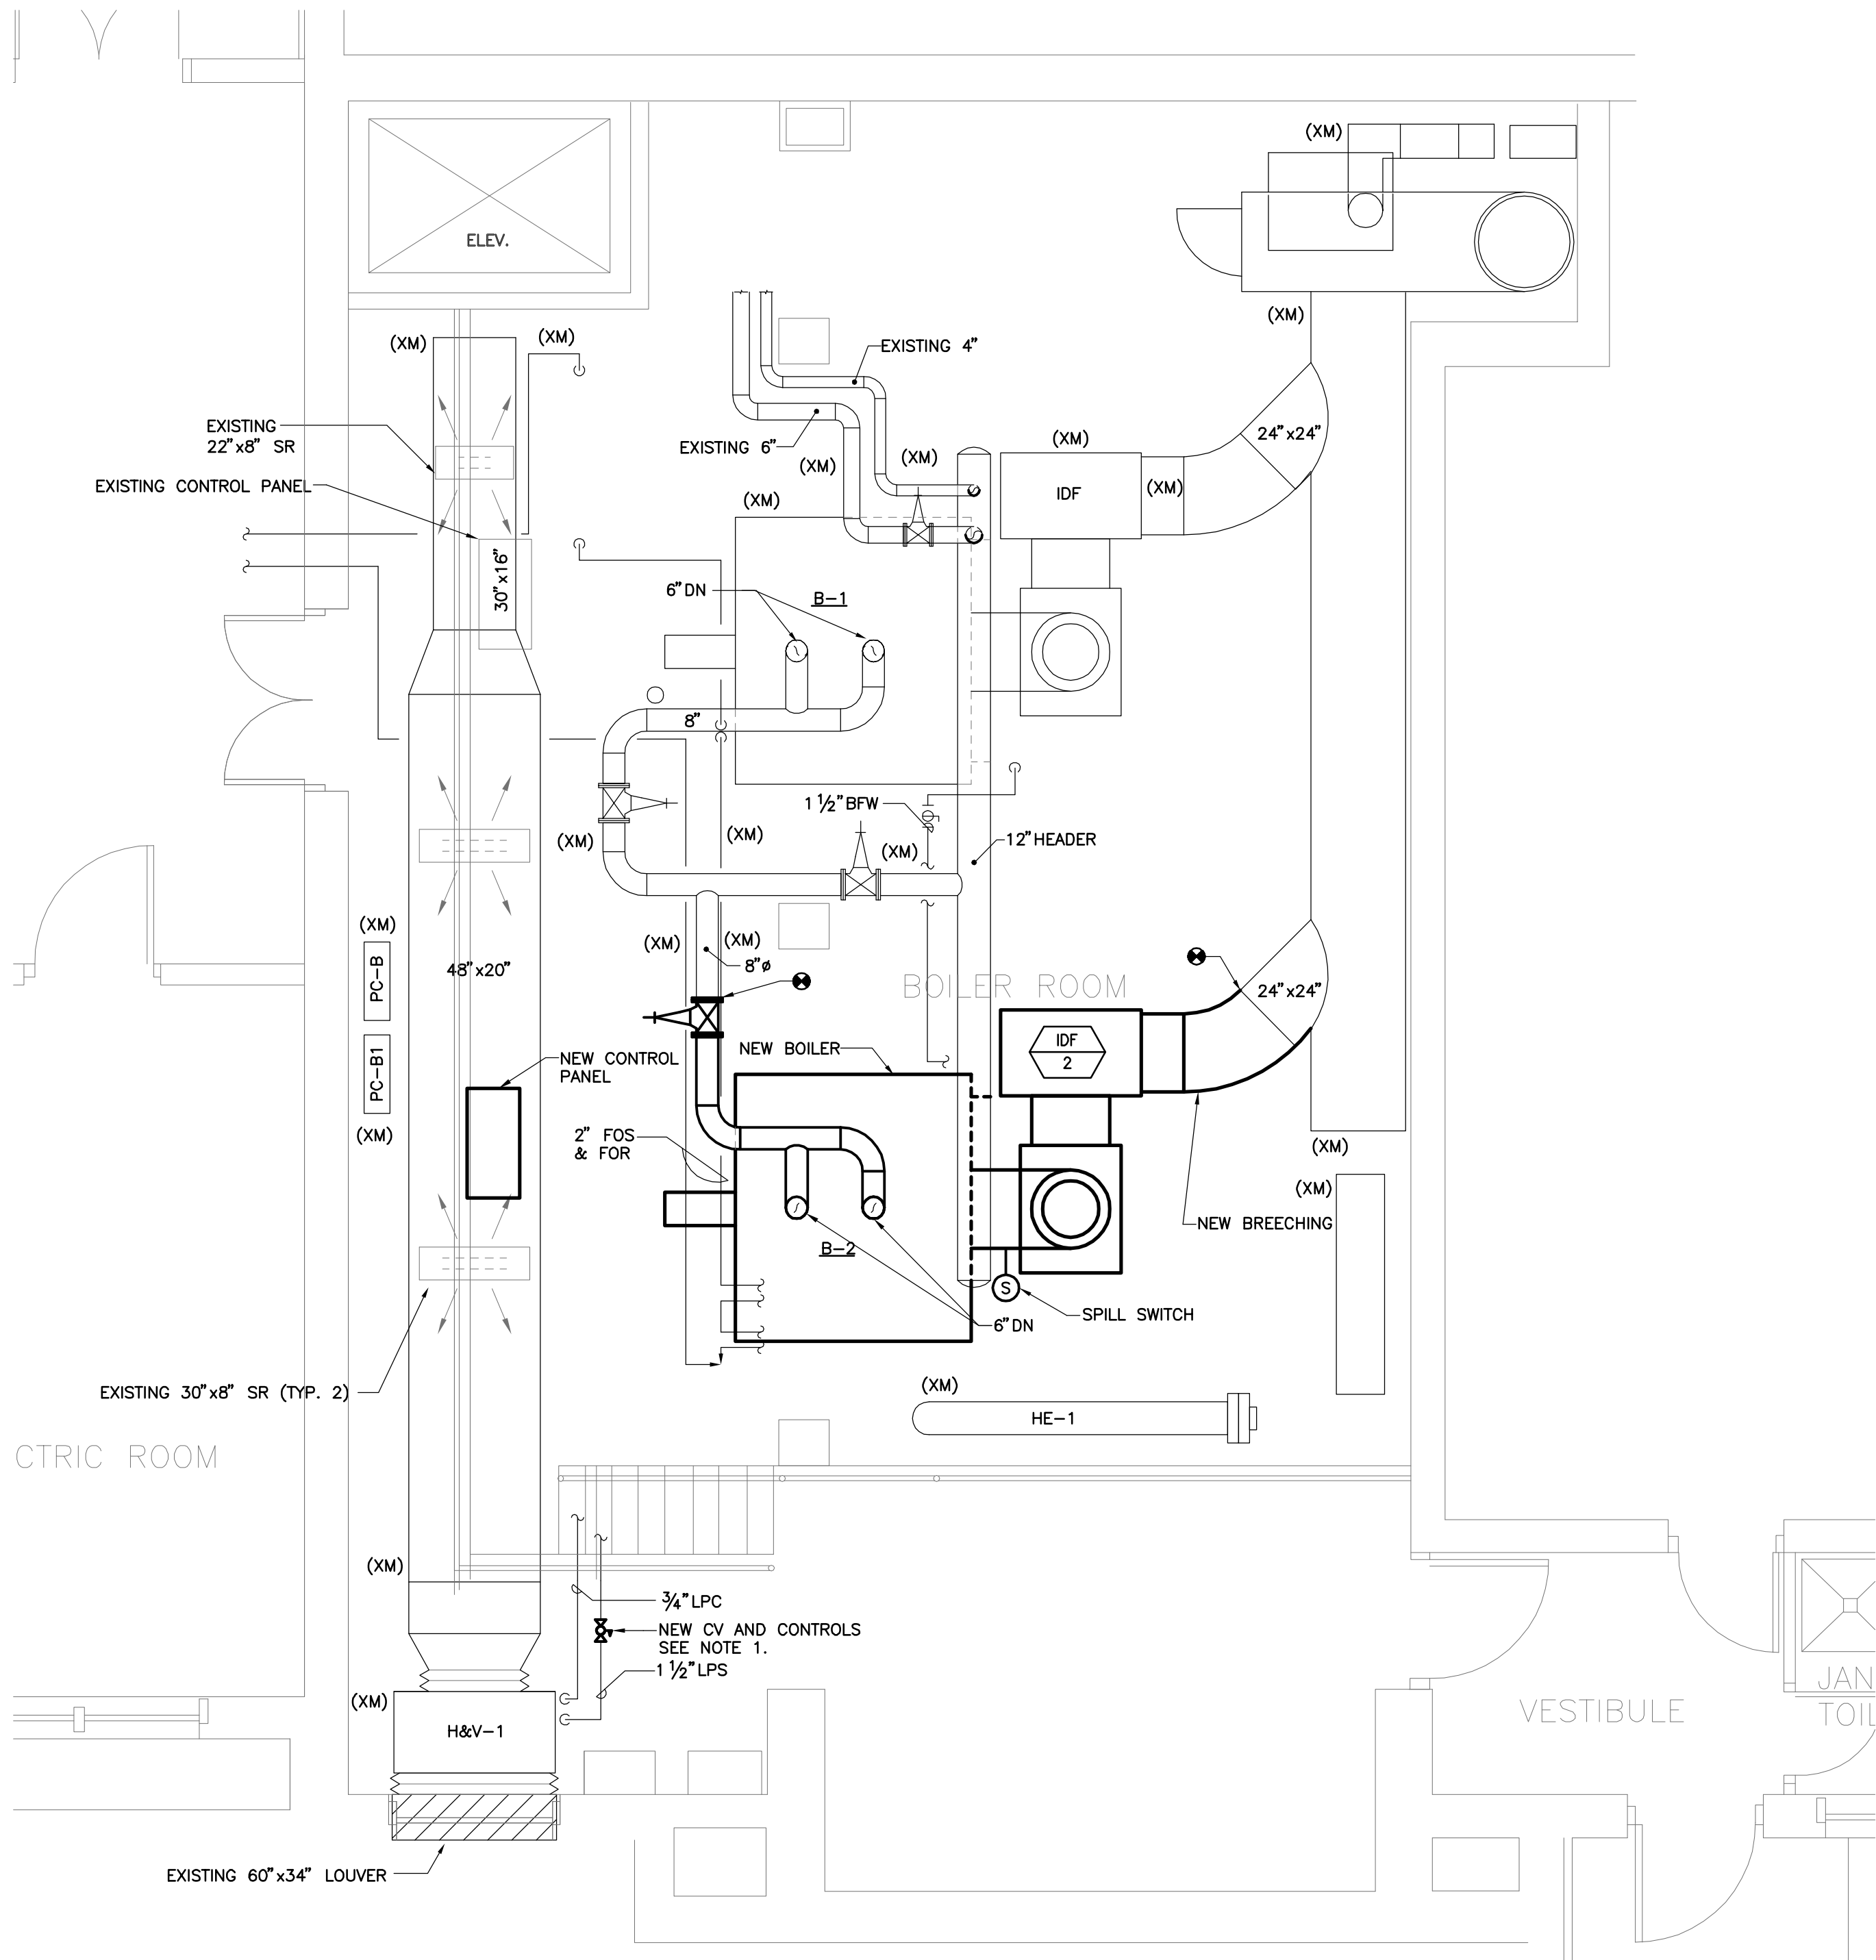 (XM)
ELEV.
(XM)
(XM)
(XM)
EXISTING 4"
EXISTING
22"x8" SR
24"x24"
(XM)
EXISTING 6"
(XM)
(XM)
EXISTING CONTROL PANEL
(XM)
IDF
(XM)
30"x16"
6" DN
B-1
8"
1 ½" BFW
(XM)
(XM)
12" HEADER
(XM)
(XM)
PC-B
48"x20"
(XM)
(XM)
8"ø
BOILER ROOM
24"x24"
NEW BOILER
IDF
2
NEW CONTROL
PANEL
PC-B1
(XM)
2" FOS
& FOR
(XM)
(XM)
NEW BREECHING
B-2
S
SPILL SWITCH
6" DN
EXISTING 30"x8" SR (TYP. 2)
(XM)
HE-1
CTRIC ROOM
(XM)
¾" LPC
NEW CV AND CONTROLS
SEE NOTE 1.
1 ½" LPS
(XM)
H&V-1
VESTIBULE
JAN
TOIL
EXISTING 60"x34" LOUVER